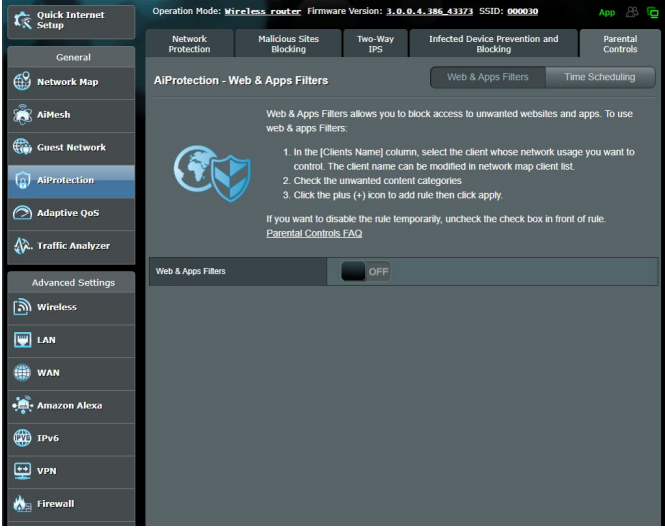 Quick Internet
Setup
Operation Mode: Wireless router Firmware Version: 3.0.0.4.386_43373 SSID: 000030
App
General
Network Map
AiMesh
Guest Network
AiProtection
Adaptive QoS
Traffic Analyzer
Advanced Settings
Wireless
LAN
WAN
Amazon Alexa
IPv6
VPN
Firewall
Network
Protection
Malicious Sites
Blocking
Two-Way
IPS
Infected Device Prevention and
Blocking
Parental
Controls
AiProtection - Web & Apps Filters
Web & Apps Filters
Time Scheduling
Web & Apps Filters allows you to block access to unwanted websites and apps. To use
web & apps Filters:
1. In the [Clients Name] column, select the client whose network usage you want to
control. The client name can be modified in network map client list.
2. Check the unwanted content categories
3. Click the plus (+) icon to add rule then click apply.
If you want to disable the rule temporarily, uncheck the check box in front of rule.
Parental Controls FAQ
Web & Apps Filters
OFF